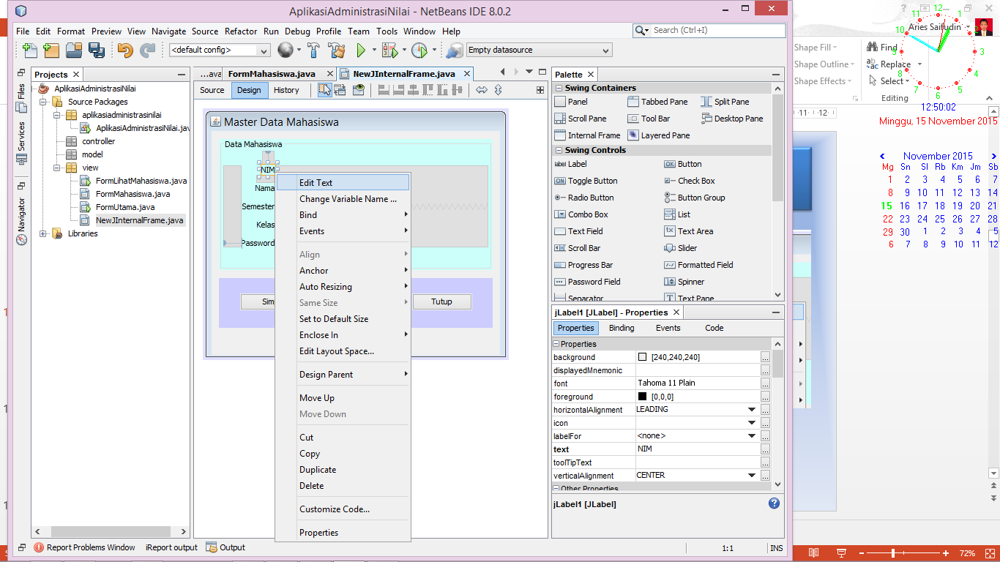 AplikasiAdministrasiNilai - NetBeans IDE 8.0.2
File Edit Format Preview View Navigate Source Refactor Run Debug Profile Team Tools Window Help
Search (Ctrl+I)
<default config>
Empty datasource
Projects
AplikasiAdministrasiNilai
Source Packages
aplikasiadministrasinilai
AplikasiAdministrasiNilai.jav
controller
model
view
FormLihatMahasiswa.java
FormMahasiswa.java
FormUtama.java
NewJInternalFrame.java
Libraries
Files
Services
Navigator
...ava FormMahasiswa.java NewJInternalFrame.java
Source Design History
Master Data Mahasiswa
Data Mahasiswa
NIM
Nama
Semester
Kelas
Password
Sim
Tutup
Edit Text
Change Variable Name ...
Bind
Events
Align
Anchor
Auto Resizing
Same Size
Set to Default Size
Enclose In
Edit Layout Space...
Design Parent
Move Up
Move Down
Cut
Copy
Duplicate
Delete
Customize Code...
Properties
Palette
Swing Containers
Panel Tabbed Pane Split Pane
Scroll Pane Tool Bar Desktop Pane
Internal Frame Layered Pane
Swing Controls
label Label OK Button
ON Toggle Button Check Box
Radio Button Button Group
Combo Box List
Text Field tx Text Area
Scroll Bar Slider
Progress Bar Formatted Field
Password Field Spinner
Separator T Text Pane
jLabel1 [JLabel] - Properties
Properties Binding Events Code
Properties
background [240,240,240] ...
displayedMnemonic ...
font Tahoma 11 Plain ...
foreground [0,0,0] ...
horizontalAlignment LEADING ...
icon ...
labelFor <none> ...
text NIM ...
toolTipText ...
verticalAlignment CENTER ...
Other Properties
jLabel1 [JLabel]
Report Problems Window iReport output Output
1:1 INS
Aries Saifudin
Shape Fill
Shape Outline
Shape Effects
Find
Replace
Select
Editing
12 1 2 3 4 5 6 7 8 9 10 11
11 12
12:50:02
Minggu, 15 November 2015
November 2015
Mg Sn Sl Rb Km Jm Sb
1 2 3 4 5 6 7
8 9 10 11 12 13 14
15 16 17 18 19 20 21
22 23 24 25 26 27 28
29 30 1 2 3 4 5
6 7 8 9 10 11 12
72%